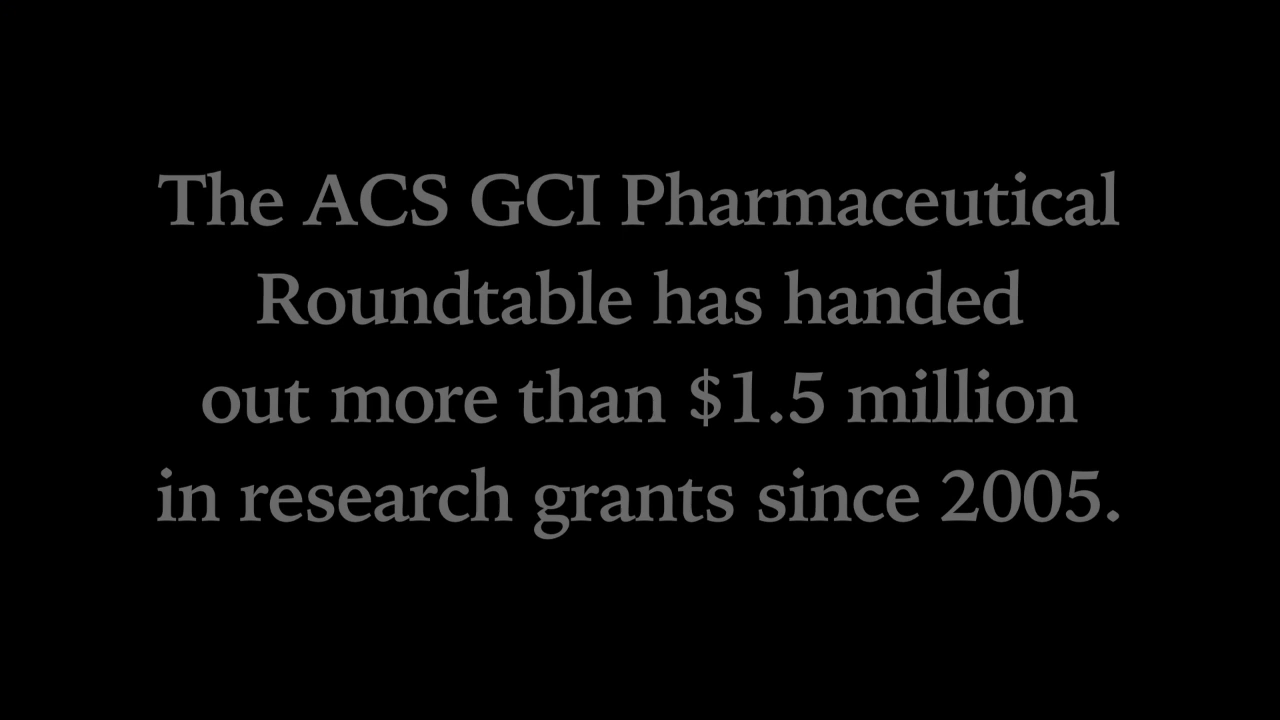 The ACS GCI Pharmaceutical
Roundtable has handed
out more than $1.5 million
in research grants since 2005.